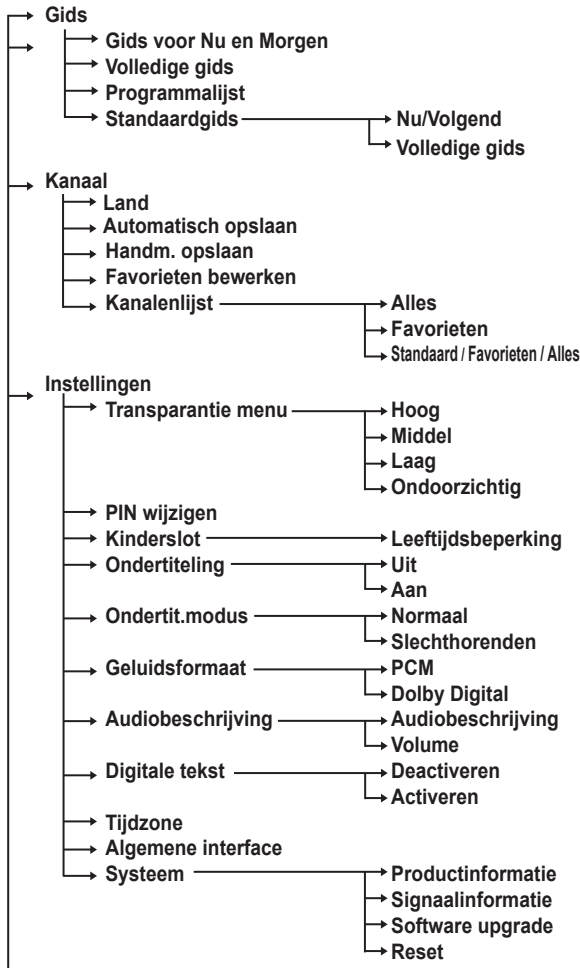 Gids
Gids voor Nu en Morgen
Volledige gids
Programmalijst
Standaardgids Nu/Volgend
Volledige gids
Kanaal
Land
Automatisch opslaan
Handm. opslaan
Favorieten bewerken
Kanalenlijst Alles
Favorieten
Standaard / Favorieten / Alles
Instellingen
Transparantie menu Hoog
Middel
Laag
Ondoorzichtig
PIN wijzigen
Kinderslot Leeftijdsbeperking
Ondertiteling Uit
Aan
Ondertit.modus Normaal
Slechthorenden
Geluidsformaat PCM
Dolby Digital
Audiobeschrijving Audiobeschrijving
Volume
Digitale tekst Deactiveren
Activeren
Tijdzone
Algemene interface
Systeem Productinformatie
Signaalinformatie
Software upgrade
Reset